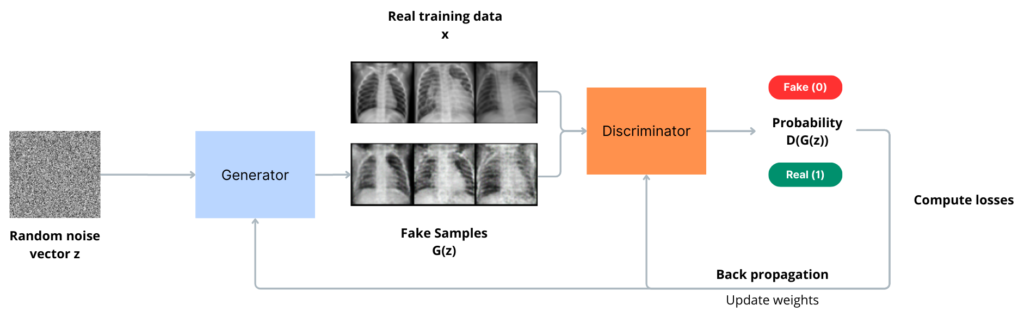 Real training data
x
Random noise
vector z
Generator
Fake Samples
G(z)
Discriminator
Fake (0)
Probability
D(G(z))
Real (1)
Compute losses
Back propagation
Update weights